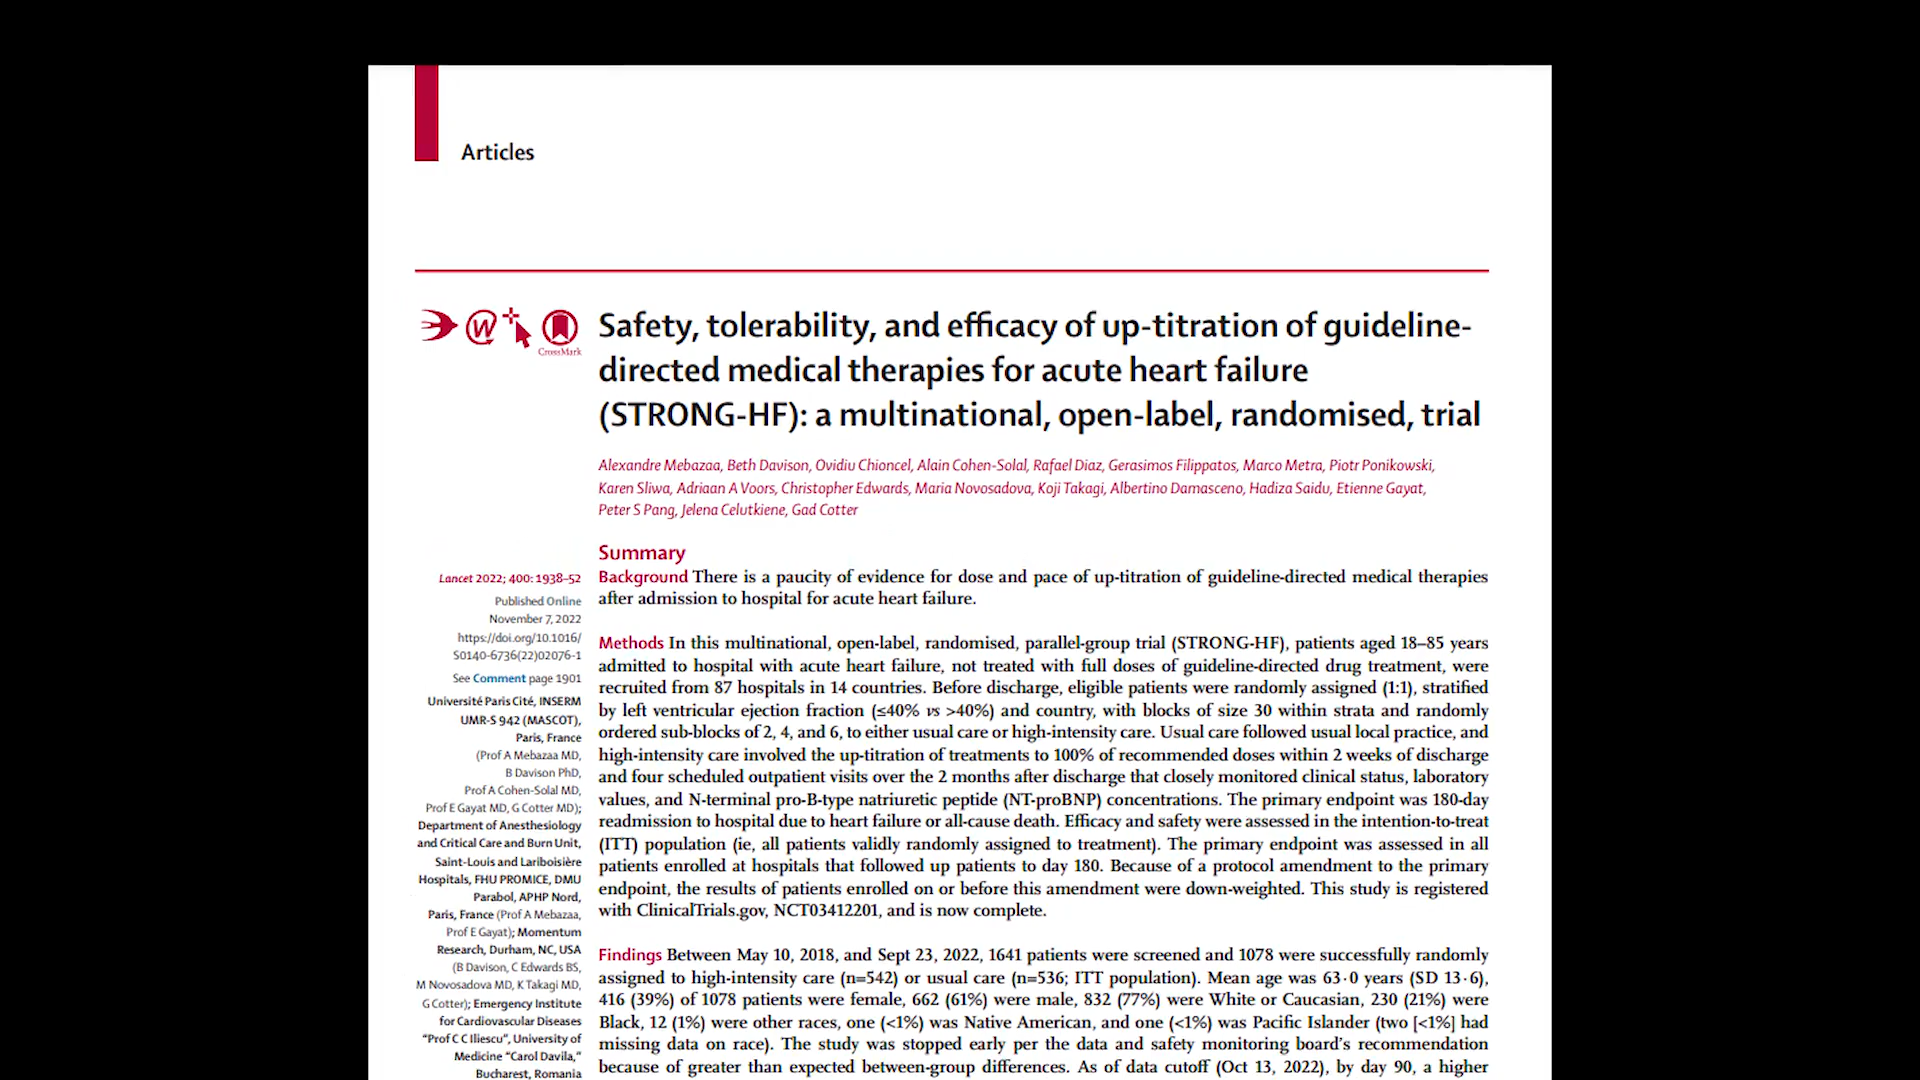 Articles
CrossMark
Safety, tolerability, and efficacy of up-titration of guideline-
directed medical therapies for acute heart failure
(STRONG-HF): a multinational, open-label, randomised, trial
Alexandre Mebazaa, Beth Davison, Ovidiu Chioncel, Alain Cohen-Solal, Rafael Diaz, Gerasimos Filippatos, Marco Metra, Piotr Ponikowski,
Karen Sliwa, Adriaan A Voors, Christopher Edwards, Maria Novosadova, Koji Takagi, Albertino Damasceno, Hadiza Saidu, Etienne Gayat,
Peter S Pang, Jelena Celutkiene, Gad Cotter
Lancet 2022; 400: 1938–52
Published Online
November 7, 2022
https://doi.org/10.1016/
S0140-6736(22)02076-1
See Comment page 1901
Université Paris Cité, INSERM
UMR-S 942 (MASCOT),
Paris, France
(Prof A Mebazaa MD,
B Davison PhD,
Prof A Cohen-Solal MD,
Prof E Gayat MD, G Cotter MD);
Department of Anesthesiology
and Critical Care and Burn Unit,
Saint-Louis and Lariboisière
Hospitals, FHU PROMICE, DMU
Parabol, APHP Nord,
Paris, France (Prof A Mebazaa,
Prof E Gayat); Momentum
Research, Durham, NC, USA
(B Davison, C Edwards BS,
M Novosadova MD, K Takagi MD,
G Cotter); Emergency Institute
for Cardiovascular Diseases
“Prof C C Iliescu”, University of
Medicine “Carol Davila,”
Bucharest, Romania
Summary
Background There is a paucity of evidence for dose and pace of up-titration of guideline-directed medical therapies
after admission to hospital for acute heart failure.
Methods In this multinational, open-label, randomised, parallel-group trial (STRONG-HF), patients aged 18–85 years
admitted to hospital with acute heart failure, not treated with full doses of guideline-directed drug treatment, were
recruited from 87 hospitals in 14 countries. Before discharge, eligible patients were randomly assigned (1:1), stratified
by left ventricular ejection fraction (≤40% vs >40%) and country, with blocks of size 30 within strata and randomly
ordered sub-blocks of 2, 4, and 6, to either usual care or high-intensity care. Usual care followed usual local practice, and
high-intensity care involved the up-titration of treatments to 100% of recommended doses within 2 weeks of discharge
and four scheduled outpatient visits over the 2 months after discharge that closely monitored clinical status, laboratory
values, and N-terminal pro-B-type natriuretic peptide (NT-proBNP) concentrations. The primary endpoint was 180-day
readmission to hospital due to heart failure or all-cause death. Efficacy and safety were assessed in the intention-to-treat
(ITT) population (ie, all patients validly randomly assigned to treatment). The primary endpoint was assessed in all
patients enrolled at hospitals that followed up patients to day 180. Because of a protocol amendment to the primary
endpoint, the results of patients enrolled on or before this amendment were down-weighted. This study is registered
with ClinicalTrials.gov, NCT03412201, and is now complete.
Findings Between May 10, 2018, and Sept 23, 2022, 1641 patients were screened and 1078 were successfully randomly
assigned to high-intensity care (n=542) or usual care (n=536; ITT population). Mean age was 63·0 years (SD 13·6),
416 (39%) of 1078 patients were female, 662 (61%) were male, 832 (77%) were White or Caucasian, 230 (21%) were
Black, 12 (1%) were other races, one (<1%) was Native American, and one (<1%) was Pacific Islander (two [<1%] had
missing data on race). The study was stopped early per the data and safety monitoring board’s recommendation
because of greater than expected between-group differences. As of data cutoff (Oct 13, 2022), by day 90, a higher